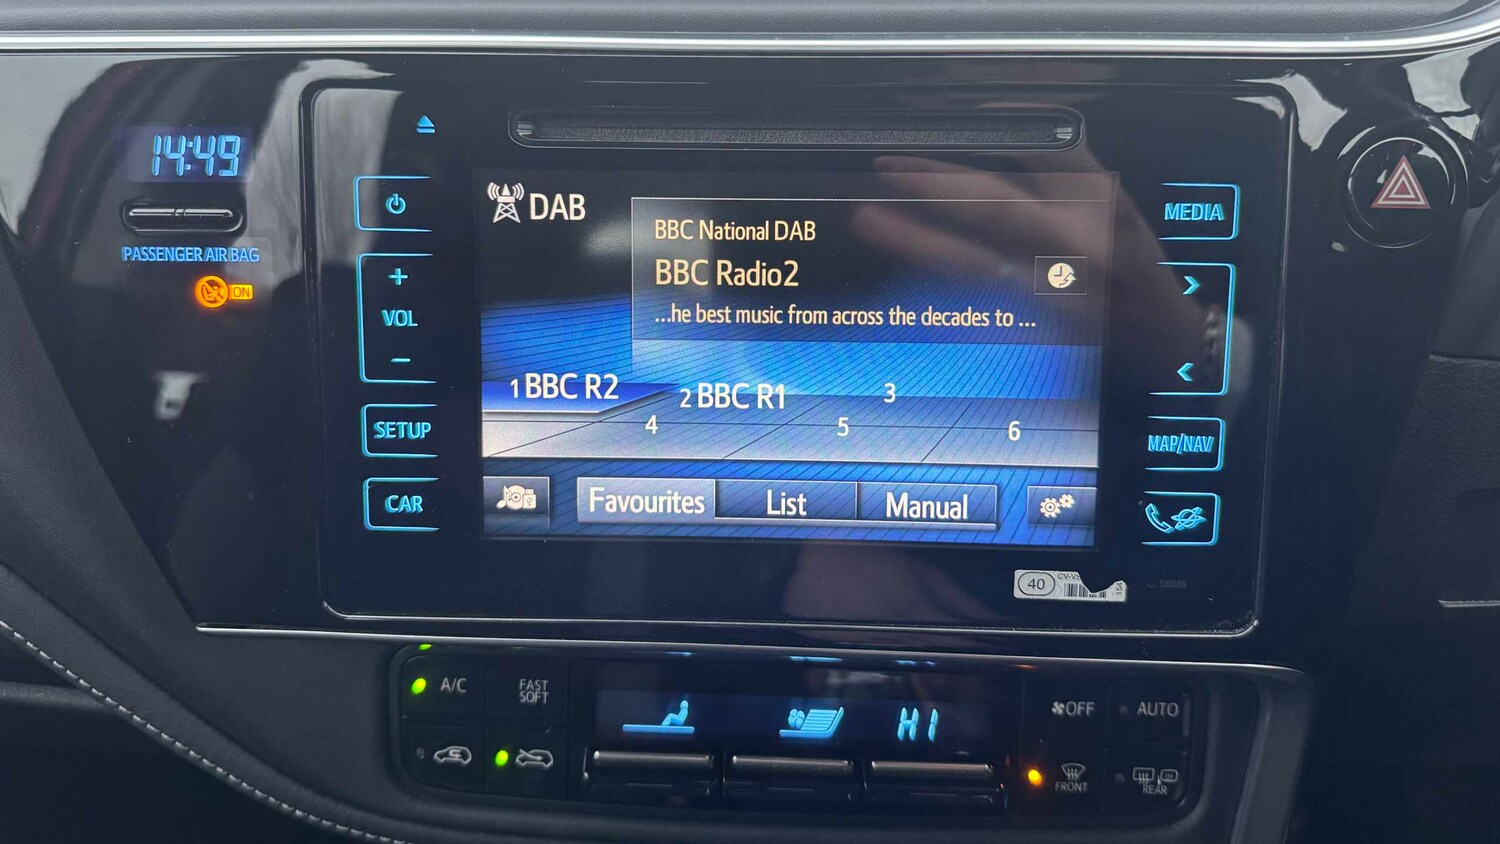 14:49
PASSENGER AIR BAG
ON
DAB
BBC National DAB
BBC Radio2
...he best music from across the decades to ...
1 BBC R2
2 BBC R1
3
4
5
6
Favourites
List
Manual
+
VOL
−
SETUP
CAR
MEDIA
>
<
MAP/NAV
40
510086
A/C
FAST
SOFT
HI
OFF
AUTO
FRONT
REAR